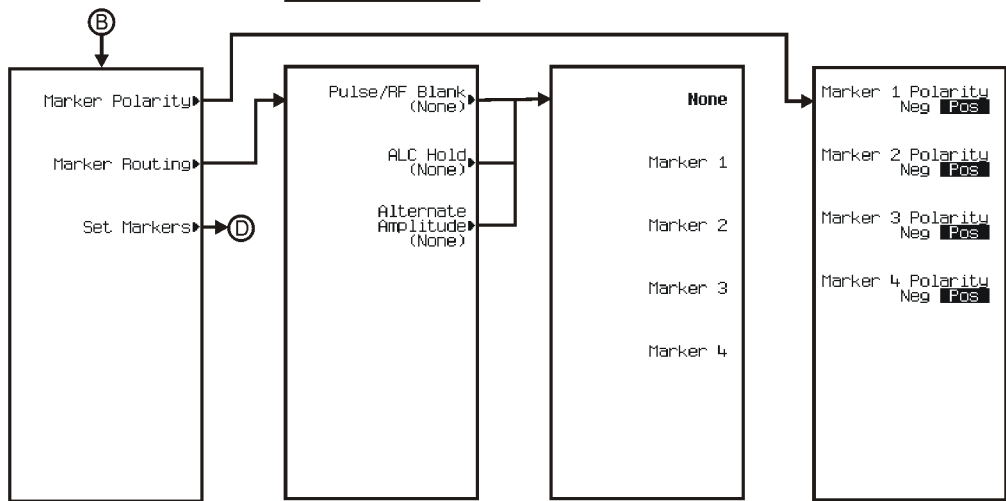 B
Marker Polarity
Marker Routing
Set Markers
D
Pulse/RF Blank
(None)
ALC Hold
(None)
Alternate
Amplitude
(None)
None
Marker 1
Marker 2
Marker 3
Marker 4
Marker 1 Polarity
Neg Pos
Marker 2 Polarity
Neg Pos
Marker 3 Polarity
Neg Pos
Marker 4 Polarity
Neg Pos